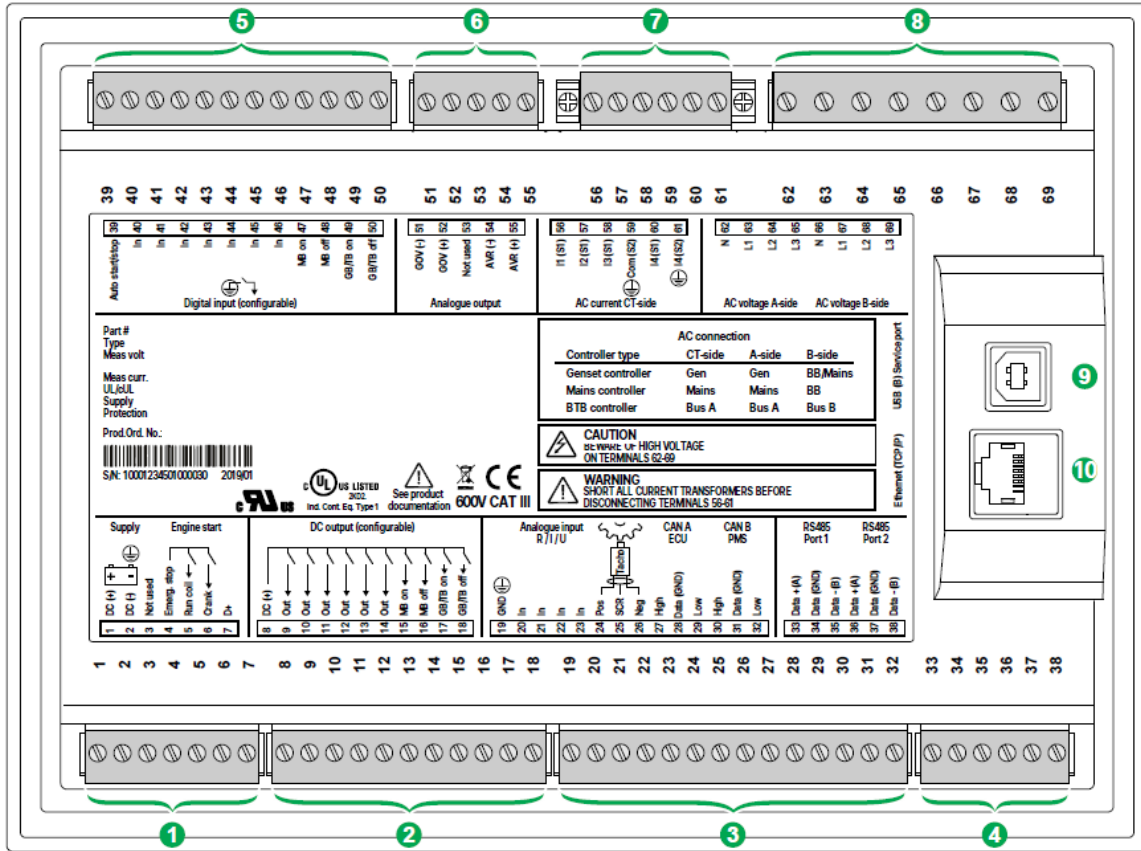 5 6 7 8
39 40 41 42 43 44 45 46 47 48 49 50 51 52 53 54 55 56 57 58 59 60 61 62 63 64 65 66 67 68 69
39 40 41 42 43 44 45 46 47 48 49 50
Auto start/stop In In In In In In In MB on MB off GB/TB on GB/TB off
Digital input (configurable)
51 52 53 54 55
GOV (-) GOV (+) Not used AVR (-) AVR (+)
Analogue output
56 57 58 59 60 61
I1 (S1) I2 (S1) I3 (S1) Com (S2) I4 (S1) I4 (S2)
AC current CT-side
62 63 64 65 66 67 68 69
N L1 L2 L3 N L1 L2 L3
AC voltage A-side AC voltage B-side
Part #
Type
Meas volt
Meas curr.
UL/cUL
Supply
Protection
Prod.Ord. No.:
S/N: 10001234501000030 2019/01
AC connection
Controller type CT-side A-side B-side
Genset controller Gen Gen BB/Mains
Mains controller Mains Mains BB
BTB controller Bus A Bus A Bus B
CAUTION
BEWARE OF HIGH VOLTAGE
ON TERMINALS 62-69
WARNING
SHORT ALL CURRENT TRANSFORMERS BEFORE
DISCONNECTING TERMINALS 56-61
USB (B) Service port
Ethernet (TCP/IP)
9
10
c RU US
c UL US LISTED
2KD2
Ind. Cont. Eq. Type 1
See product
documentation
CE
600V CAT III
Supply Engine start
DC (+) DC (-) Not used Emerg. stop Run coil Crank D+
1 2 3 4 5 6 7
DC output (configurable)
DC (+) Out Out Out Out Out Out MB on MB off GB/TB on GB/TB off
8 9 10 11 12 13 14 15 16 17 18
Analogue input
R / I / U
Tacho
CAN A
ECU
CAN B
PMS
GND In In In In Pos SCR Neg High Data (GND) Low High Data (GND) Low
19 20 21 22 23 24 25 26 27 28 29 30 31 32
RS485
Port 1
RS485
Port 2
Data + (A) Data (GND) Data - (B) Data + (A) Data (GND) Data - (B)
33 34 35 36 37 38
1 2 3 4 5 6 7 8 9 10 11 12 13 14 15 16 17 18 19 20 21 22 23 24 25 26 27 28 29 30 31 32 33 34 35 36 37 38
1 2 3 4